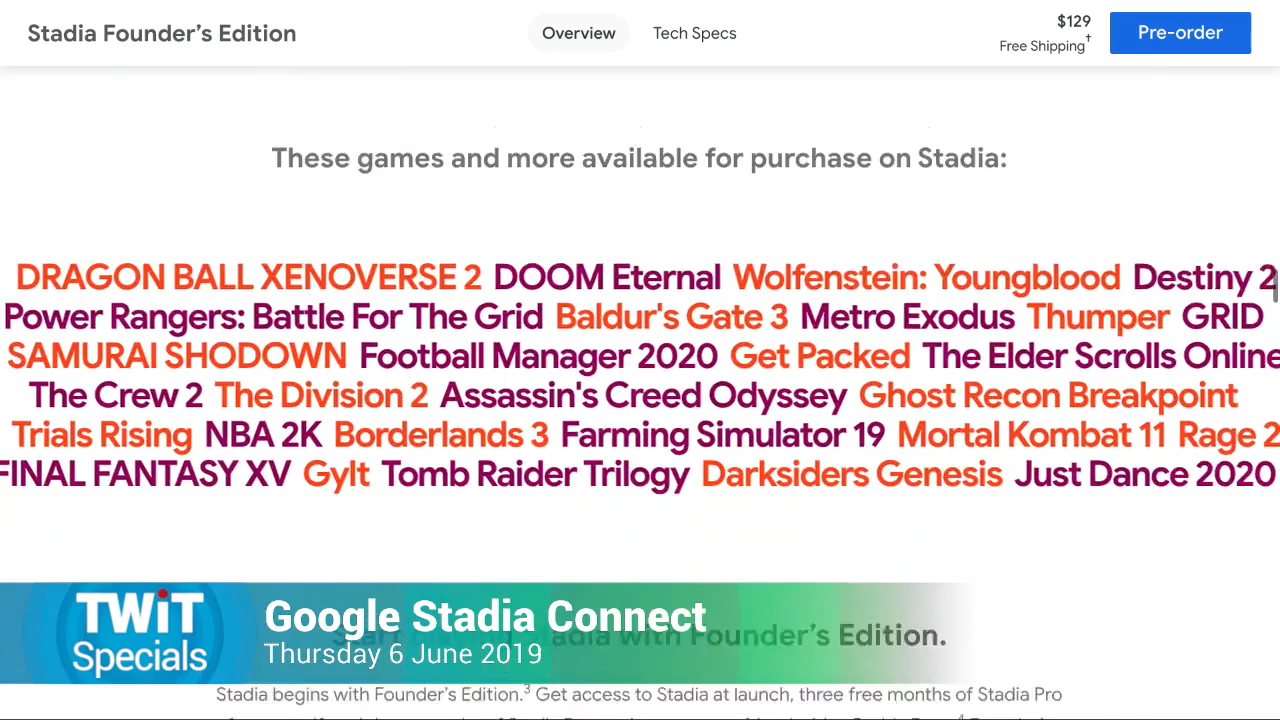 Stadia Founder’s Edition
Overview
Tech Specs
$129
Free Shipping†
Pre-order
These games and more available for purchase on Stadia:
DRAGON BALL XENOVERSE 2 DOOM Eternal Wolfenstein: Youngblood Destiny 2
Power Rangers: Battle For The Grid Baldur's Gate 3 Metro Exodus Thumper GRID
SAMURAI SHODOWN Football Manager 2020 Get Packed The Elder Scrolls Online
The Crew 2 The Division 2 Assassin's Creed Odyssey Ghost Recon Breakpoint
Trials Rising NBA 2K Borderlands 3 Farming Simulator 19 Mortal Kombat 11 Rage 2
FINAL FANTASY XV Gylt Tomb Raider Trilogy Darksiders Genesis Just Dance 2020
TWiT
Specials
Google Stadia Connect
Thursday 6 June 2019
with Founder’s Edition.
Stadia begins with Founder’s Edition.3 Get access to Stadia at launch, three free months of Stadia Pro